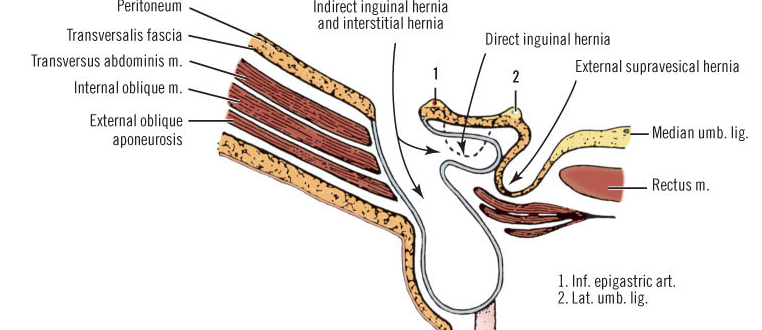 Peritoneum
Transversalis fascia
Transversus abdominis m.
Internal oblique m.
External oblique
aponeurosis
Indirect inguinal hernia
and interstitial hernia
Direct inguinal hernia
External supravesical hernia
1
2
Median umb. lig.
Rectus m.
1. Inf. epigastric art.
2. Lat. umb. lig.